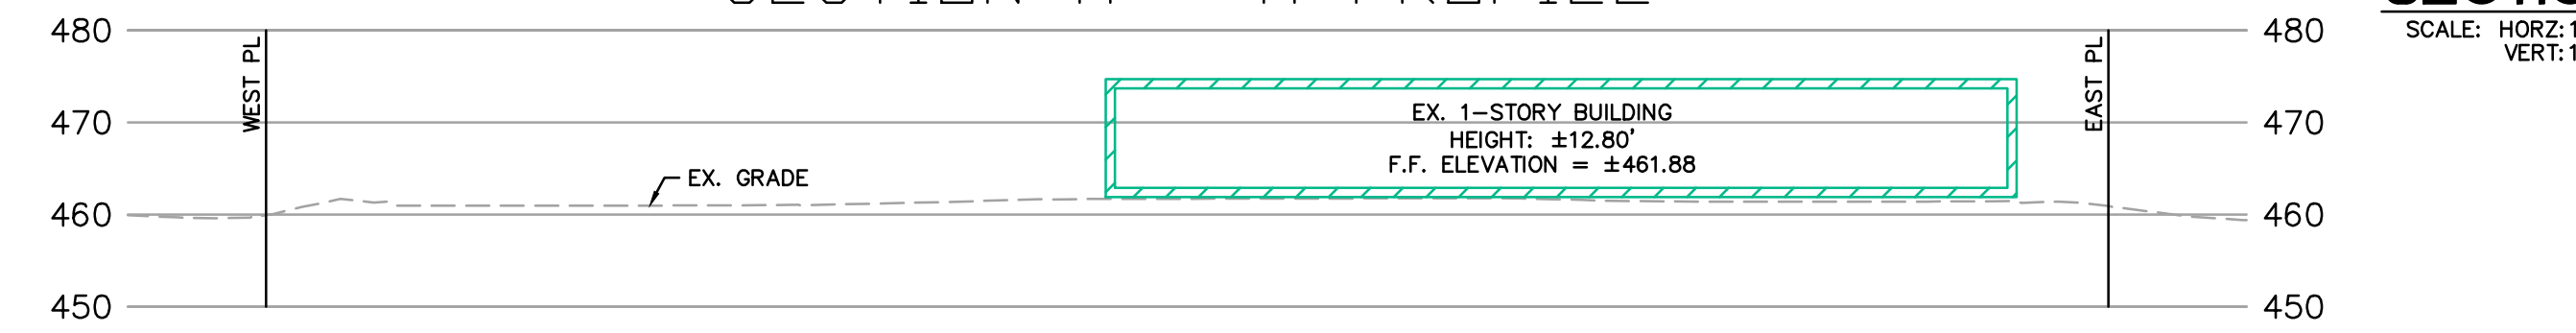 480
WEST PL
EAST PL
480
SCALE: HORZ:1
VERT:1
470
EX. 1-STORY BUILDING
HEIGHT: ±12.80'
F.F. ELEVATION = ±461.88
470
EX. GRADE
460
460
450
450